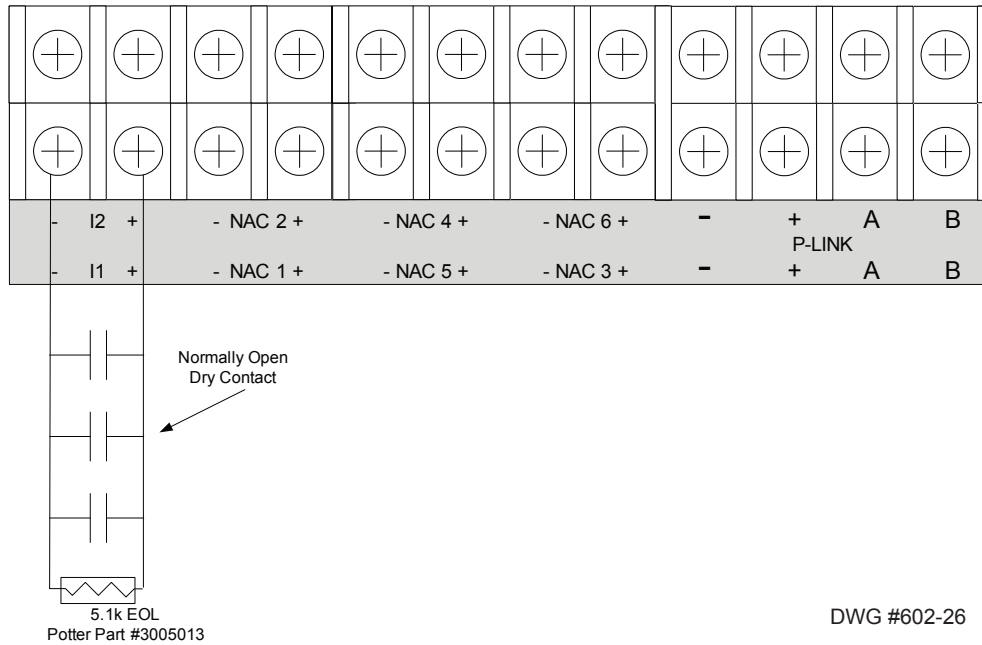 - I2 + - NAC 2 + - NAC 4 + - NAC 6 + - + A B
P-LINK
- I1 + - NAC 1 + - NAC 5 + - NAC 3 + - + A B
Normally Open
Dry Contact
5.1k EOL
Potter Part #3005013
DWG #602-26